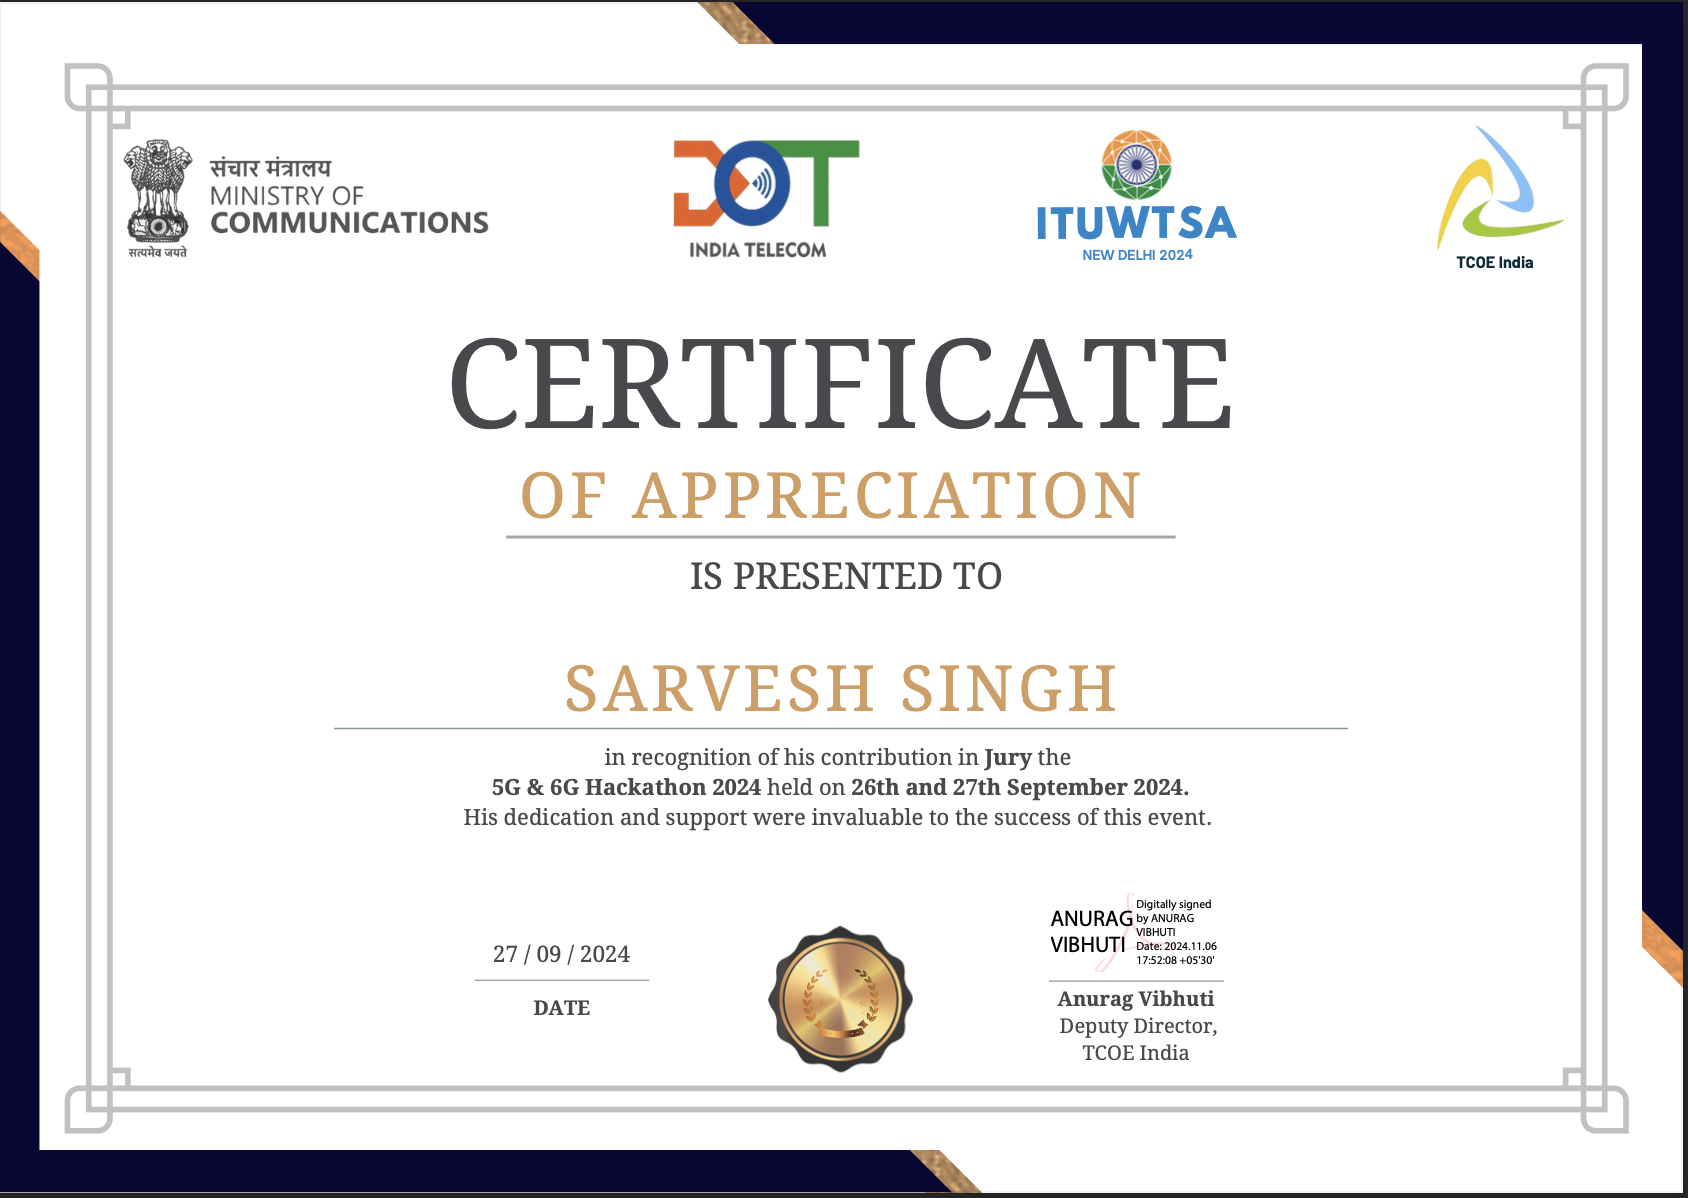 संचार मंत्रालय
MINISTRY OF
COMMUNICATIONS
सत्यमेव जयते
DOT
INDIA TELECOM
ITUWTSA
NEW DELHI 2024
TCOE India
CERTIFICATE
OF APPRECIATION
IS PRESENTED TO
SARVESH SINGH
in recognition of his contribution in Jury the
5G & 6G Hackathon 2024 held on 26th and 27th September 2024.
His dedication and support were invaluable to the success of this event.
27 / 09 / 2024
DATE
ANURAG
VIBHUTI
Digitally signed
by ANURAG
VIBHUTI
Date: 2024.11.06
17:52:08 +05'30'
Anurag Vibhuti
Deputy Director,
TCOE India